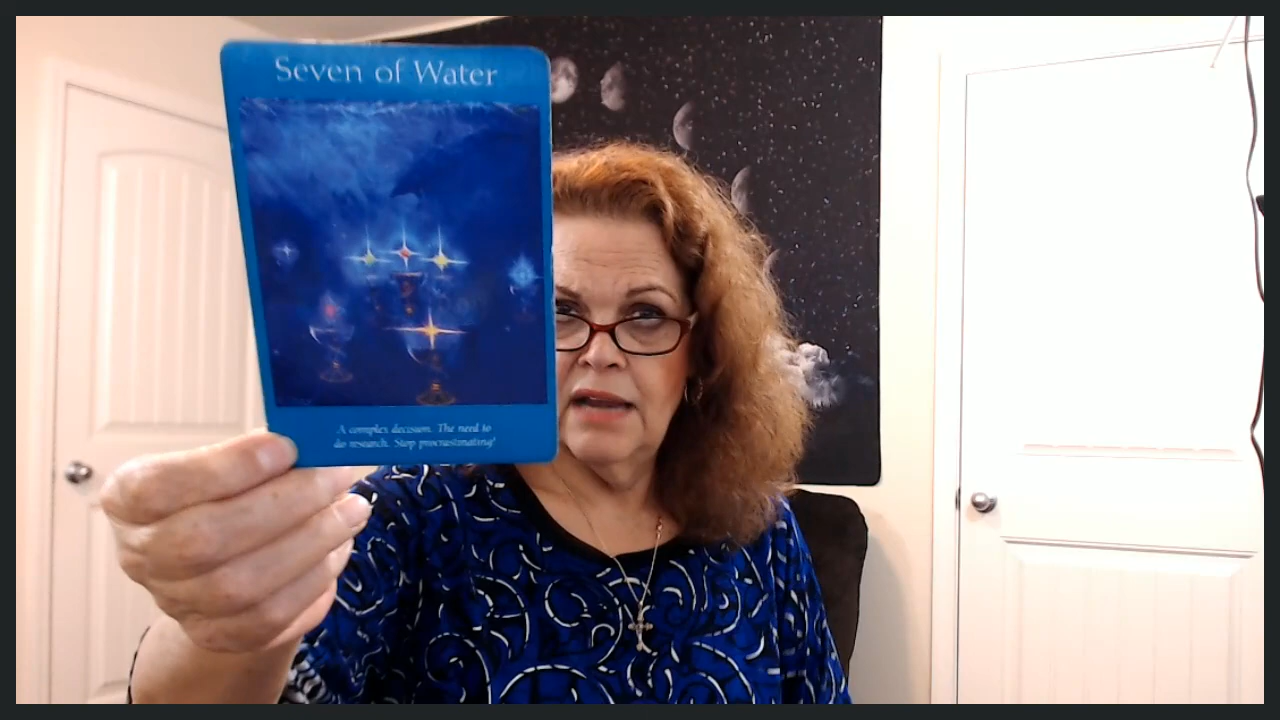 Seven of Water
A complex decision. The need to
do research. Stop procrastinating!